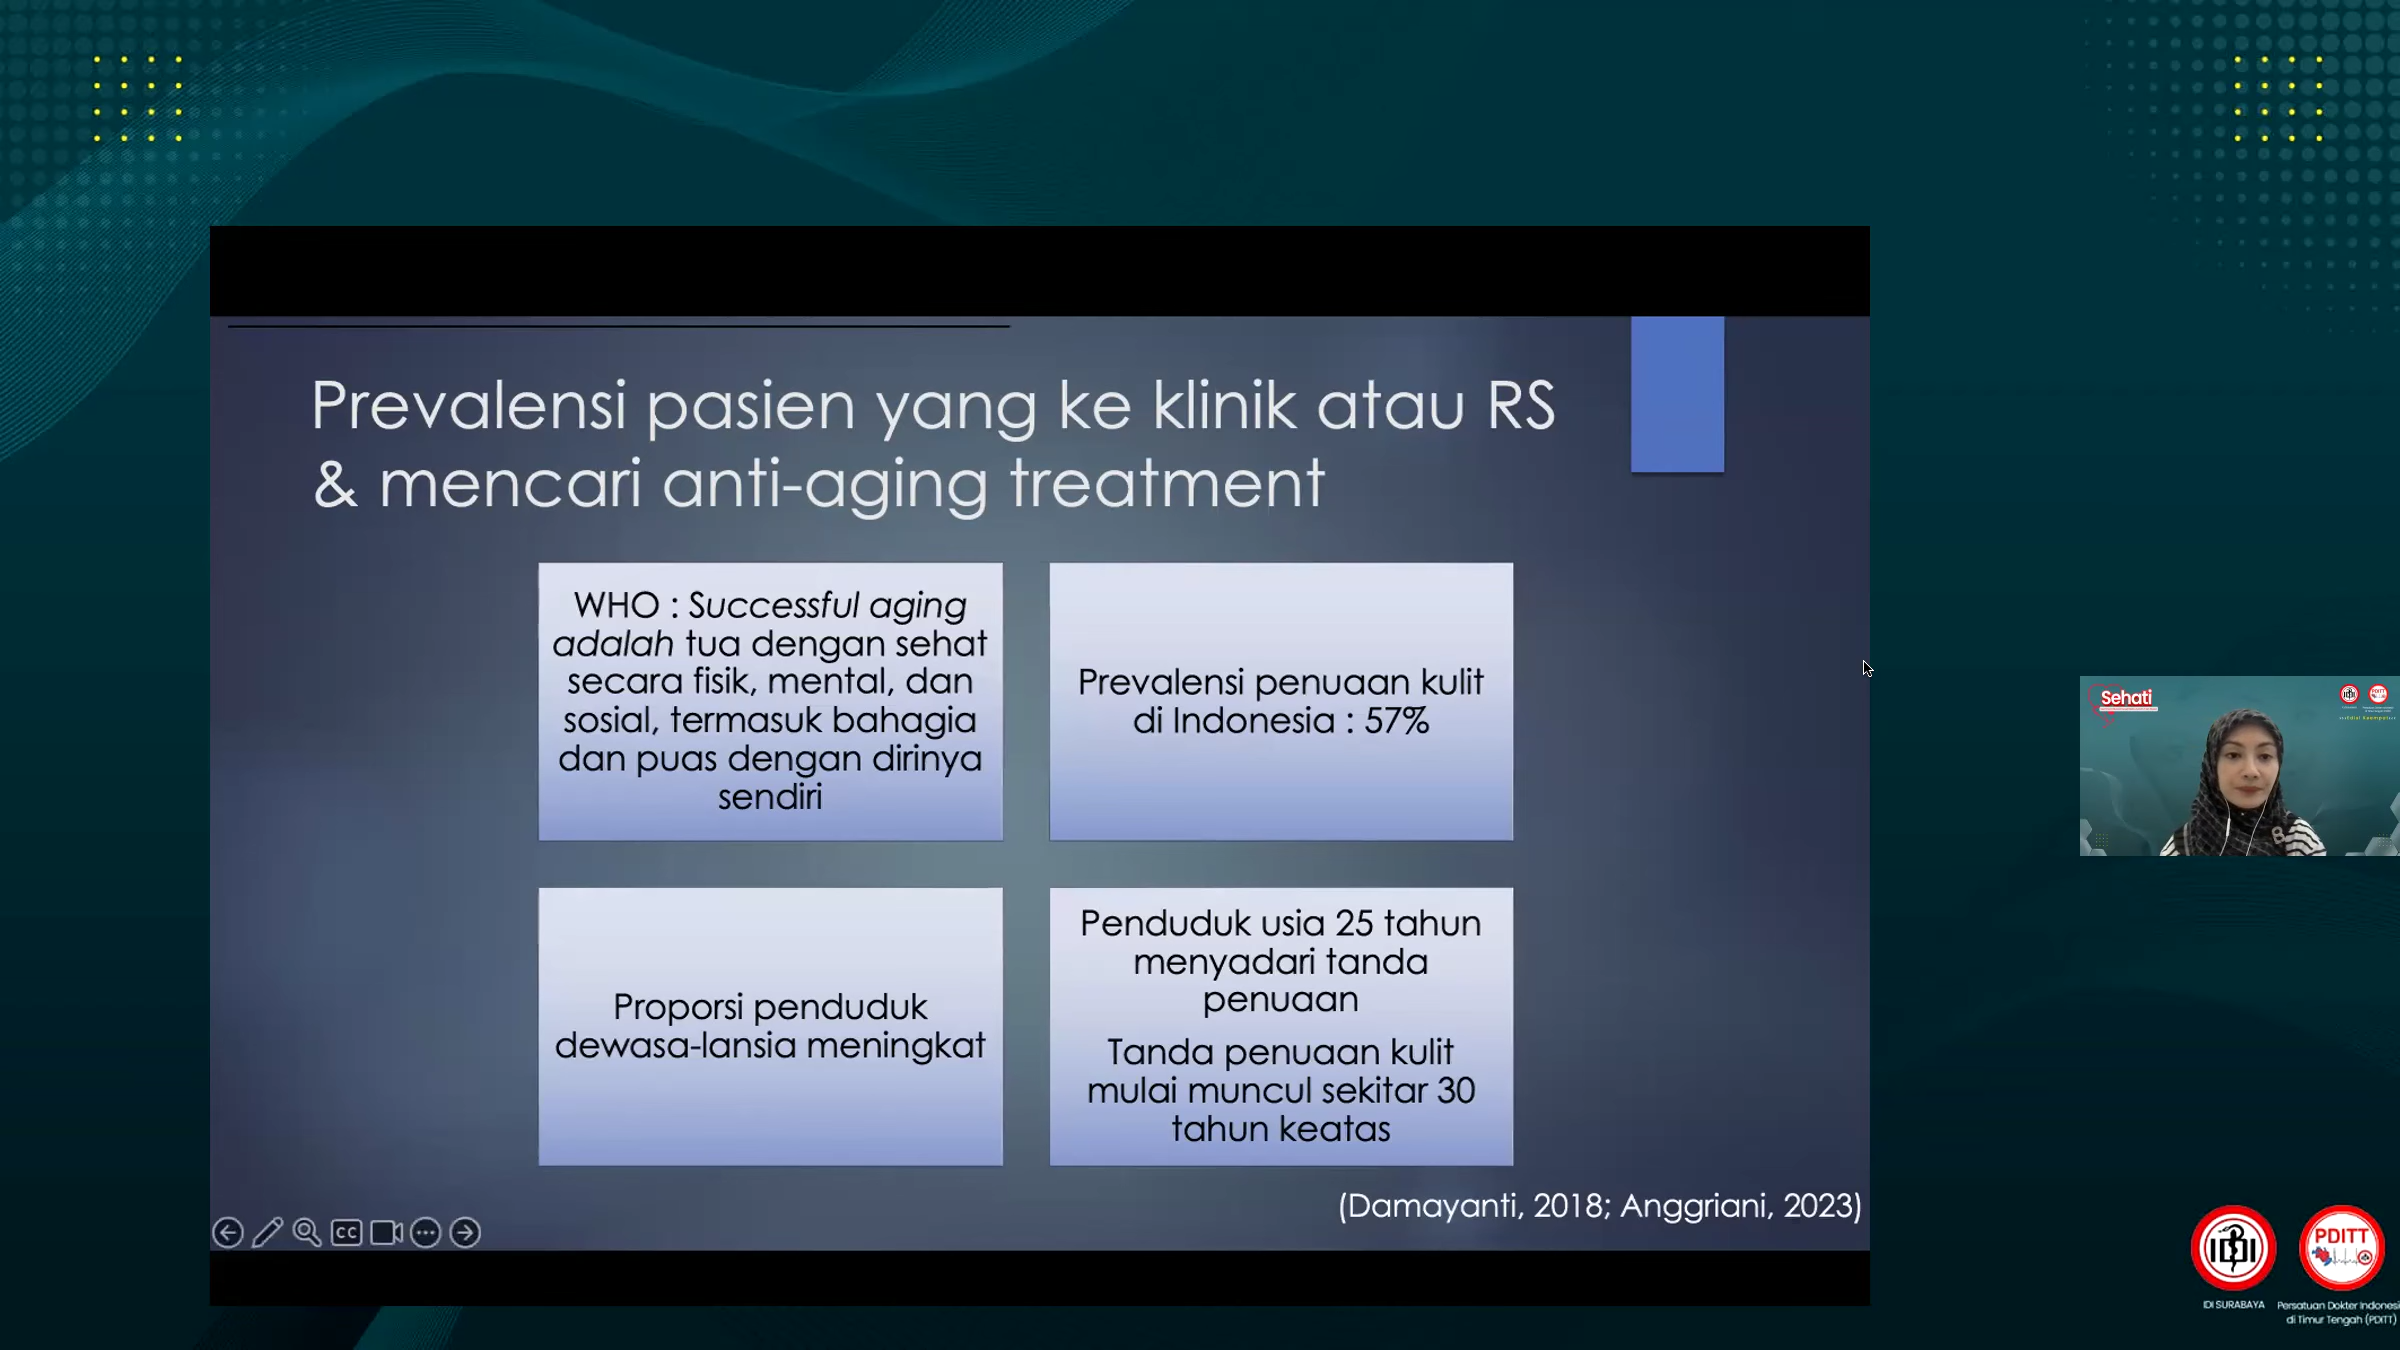 Prevalensi pasien yang ke klinik atau RS
& mencari anti-aging treatment
WHO : Successful aging
adalah tua dengan sehat
secara fisik, mental, dan
sosial, termasuk bahagia
dan puas dengan dirinya
sendiri
Prevalensi penuaan kulit
di Indonesia : 57%
Proporsi penduduk
dewasa-lansia meningkat
Penduduk usia 25 tahun
menyadari tanda
penuaan
Tanda penuaan kulit
mulai muncul sekitar 30
tahun keatas
(Damayanti, 2018; Anggriani, 2023)
CC
Sehati
IDI
PDITT
IDI SURABAYA
Persatuan Dokter Indonesia
di Timur Tengah (PDITT)